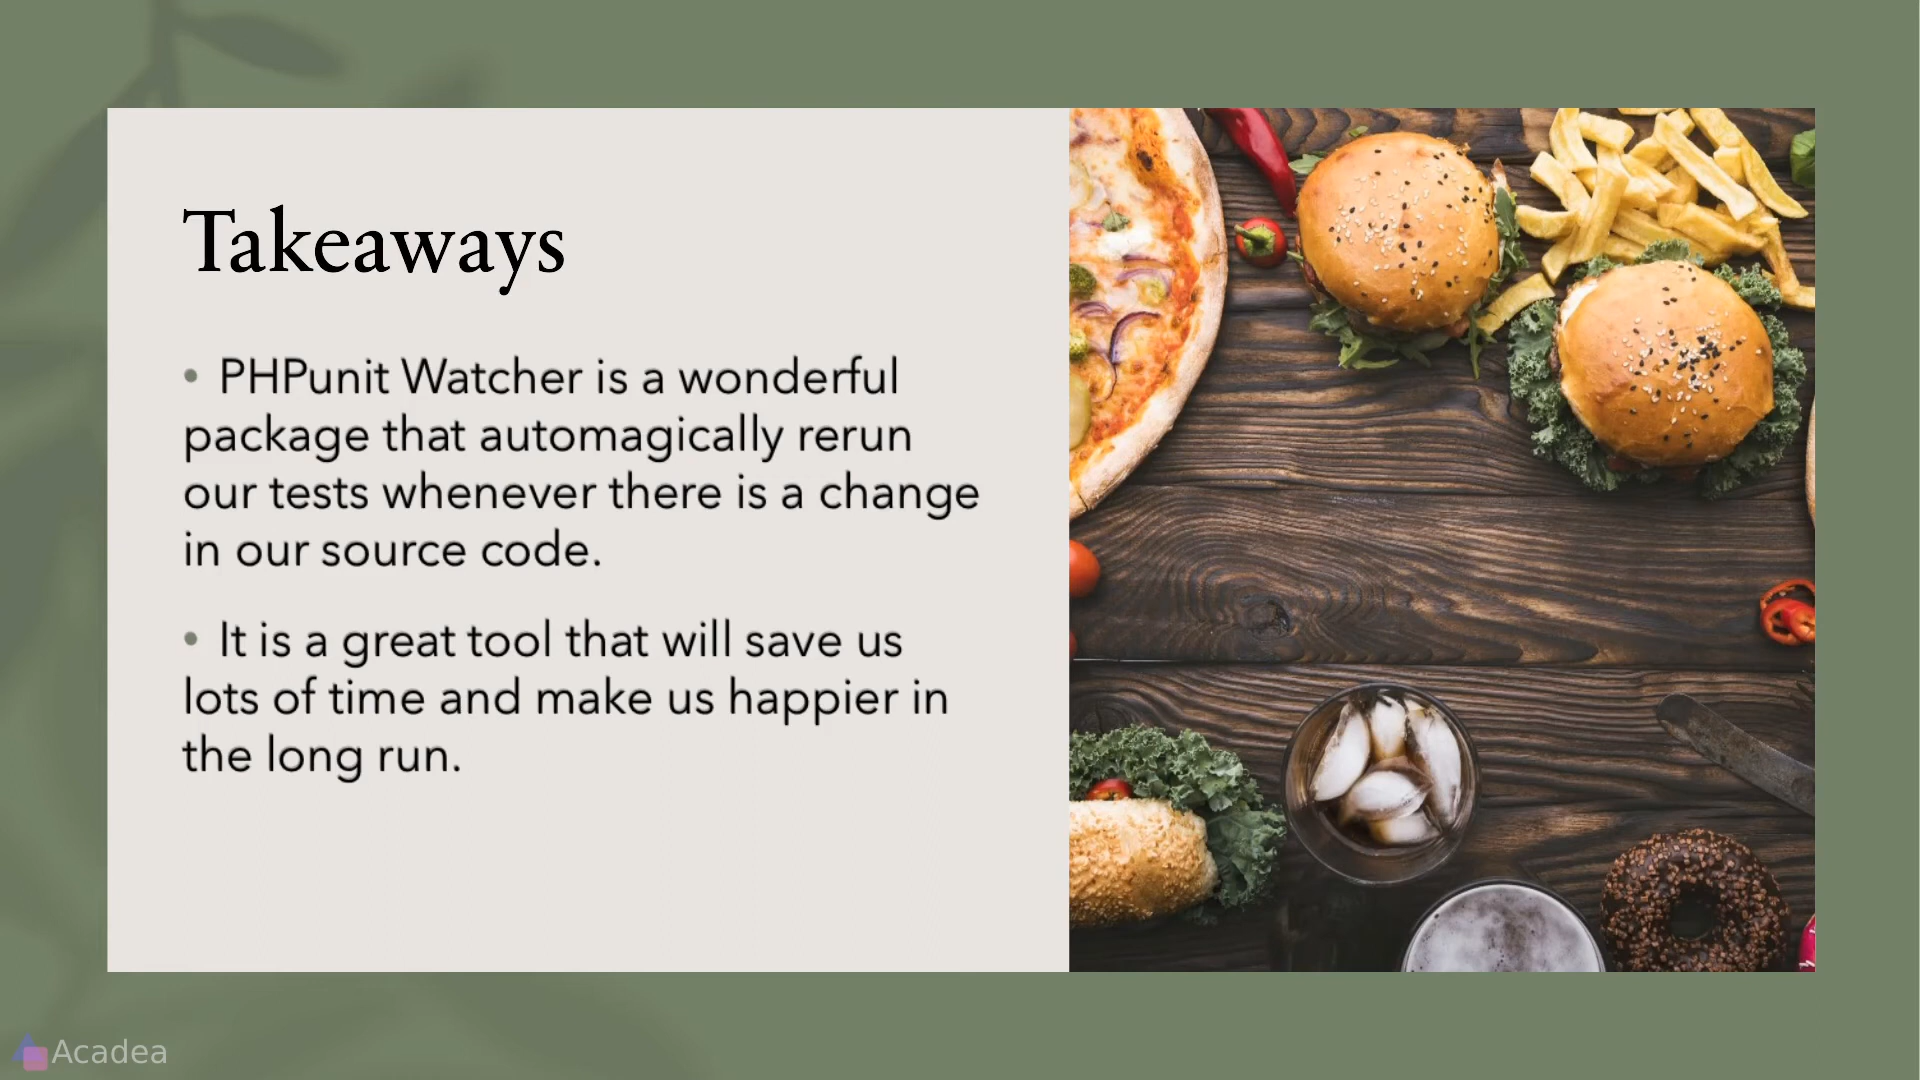 Takeaways
• PHPunit Watcher is a wonderful
package that automagically rerun
our tests whenever there is a change
in our source code.
• It is a great tool that will save us
lots of time and make us happier in
the long run.
Acadea